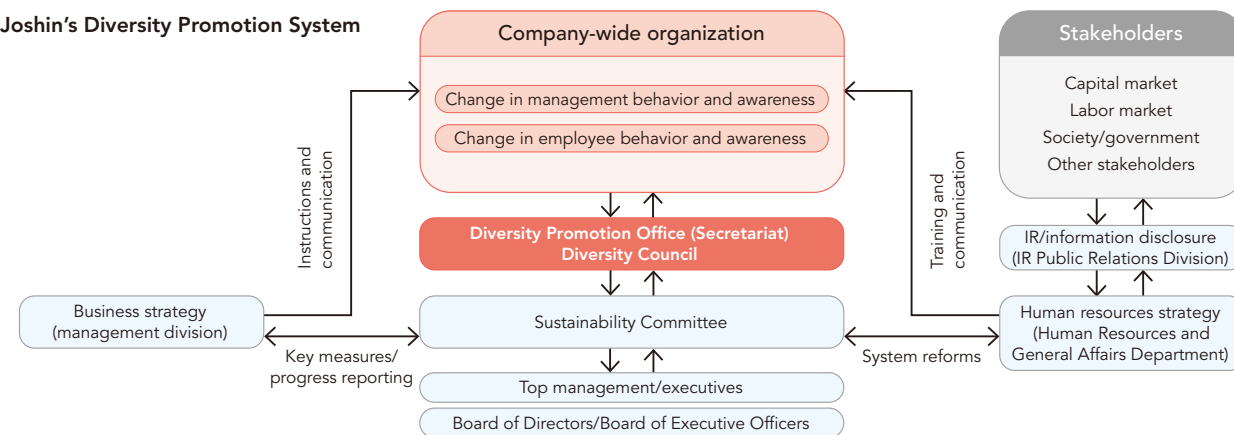 Joshin's Diversity Promotion System
Company-wide organization
Change in management behavior and awareness
Change in employee behavior and awareness
Stakeholders
Capital market
Labor market
Society/government
Other stakeholders
Instructions and
communication
Training and
communication
Diversity Promotion Office (Secretariat)
Diversity Council
IR/information disclosure
(IR Public Relations Division)
Business strategy
(management division)
Sustainability Committee
Human resources strategy
(Human Resources and
General Affairs Department)
Key measures/
progress reporting
System reforms
Top management/executives
Board of Directors/Board of Executive Officers